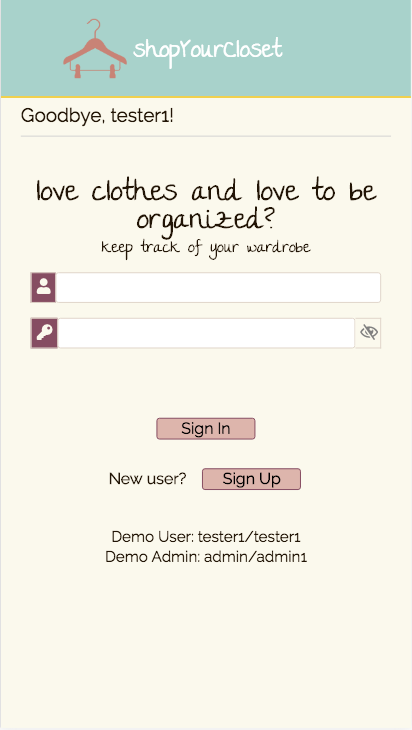 shopYourCloset
Goodbye, tester1!
love clothes and love to be
organized?
keep track of your wardrobe
Sign In
New user? Sign Up
Demo User: tester1/tester1
Demo Admin: admin/admin1